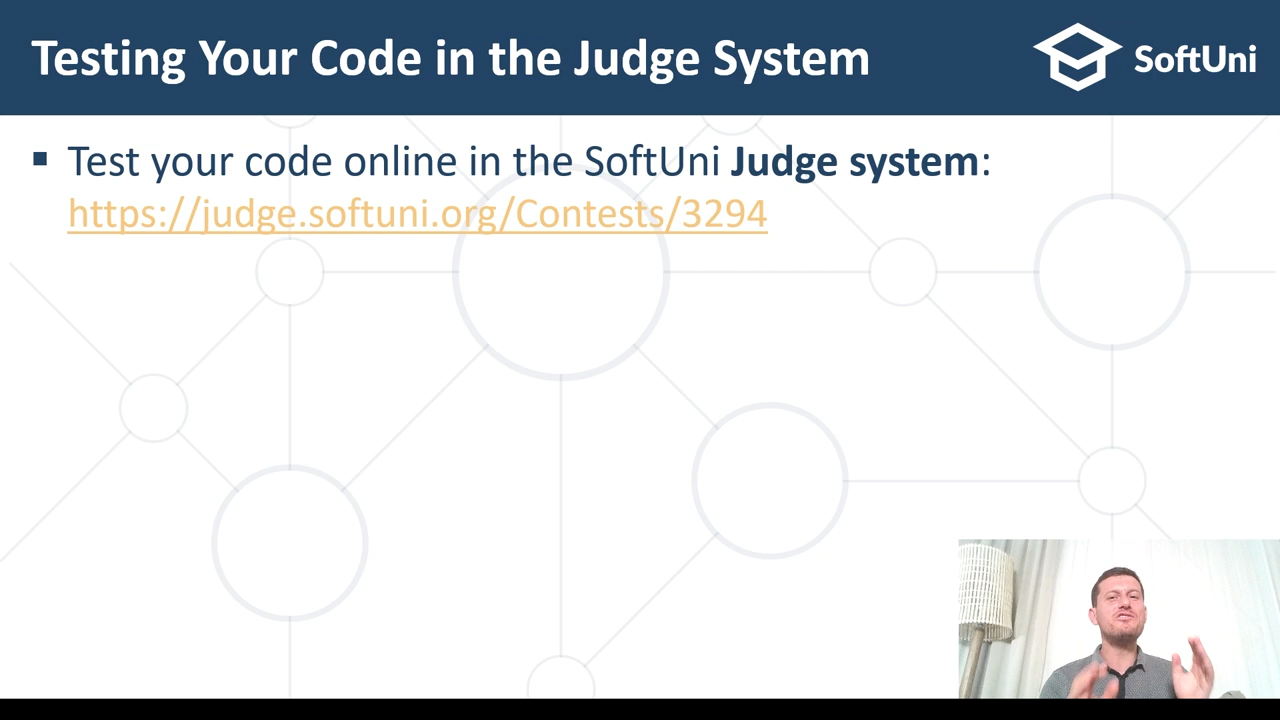 Testing Your Code in the Judge System
SoftUni
▪ Test your code online in the SoftUni Judge system:
https://judge.softuni.org/Contests/3294